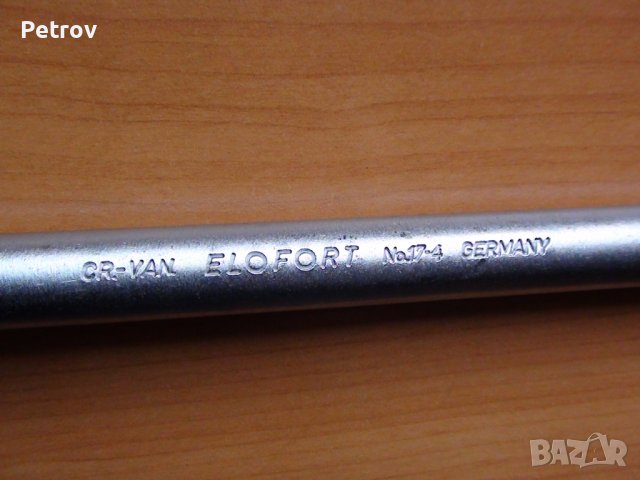 Petrov
CR.-VAN. ELOFORT No.17-4 GERMANY
BAZAR